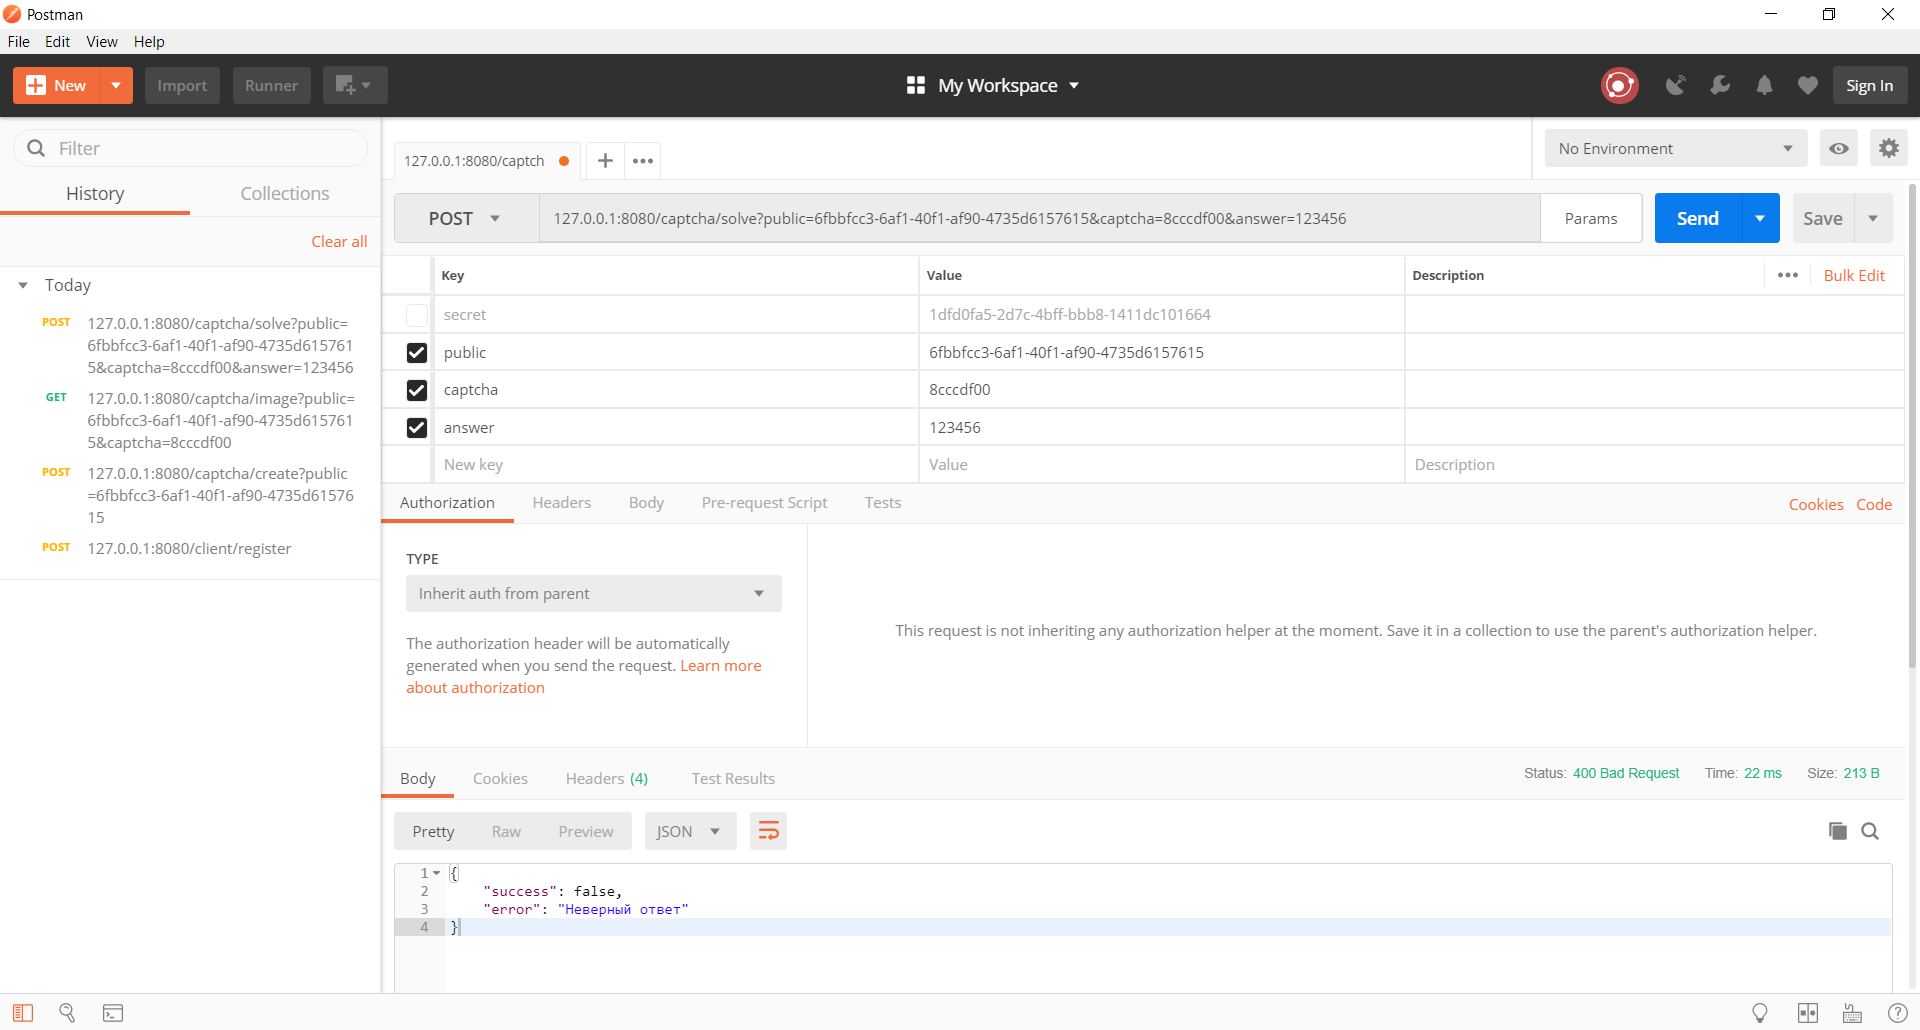 Postman
File Edit View Help
New Import Runner My Workspace Sign In
Filter
History Collections
Clear all
Today
POST 127.0.0.1:8080/captcha/solve?public=
6fbbfcc3-6af1-40f1-af90-4735d615761
5&captcha=8cccdf00&answer=123456
GET 127.0.0.1:8080/captcha/image?public=
6fbbfcc3-6af1-40f1-af90-4735d615761
5&captcha=8cccdf00
POST 127.0.0.1:8080/captcha/create?public
=6fbbfcc3-6af1-40f1-af90-4735d61576
15
POST 127.0.0.1:8080/client/register
127.0.0.1:8080/captch
No Environment
POST 127.0.0.1:8080/captcha/solve?public=6fbbfcc3-6af1-40f1-af90-4735d6157615&captcha=8cccdf00&answer=123456 Params Send Save
Key Value Description Bulk Edit
secret 1dfd0fa5-2d7c-4bff-bbb8-1411dc101664
public 6fbbfcc3-6af1-40f1-af90-4735d6157615
captcha 8cccdf00
answer 123456
New key Value Description
Authorization Headers Body Pre-request Script Tests Cookies Code
TYPE
Inherit auth from parent
The authorization header will be automatically
generated when you send the request. Learn more
about authorization
This request is not inheriting any authorization helper at the moment. Save it in a collection to use the parent's authorization helper.
Body Cookies Headers (4) Test Results Status: 400 Bad Request Time: 22 ms Size: 213 B
Pretty Raw Preview JSON
1 {
2 "success": false,
3 "error": "Неверный ответ"
4 }